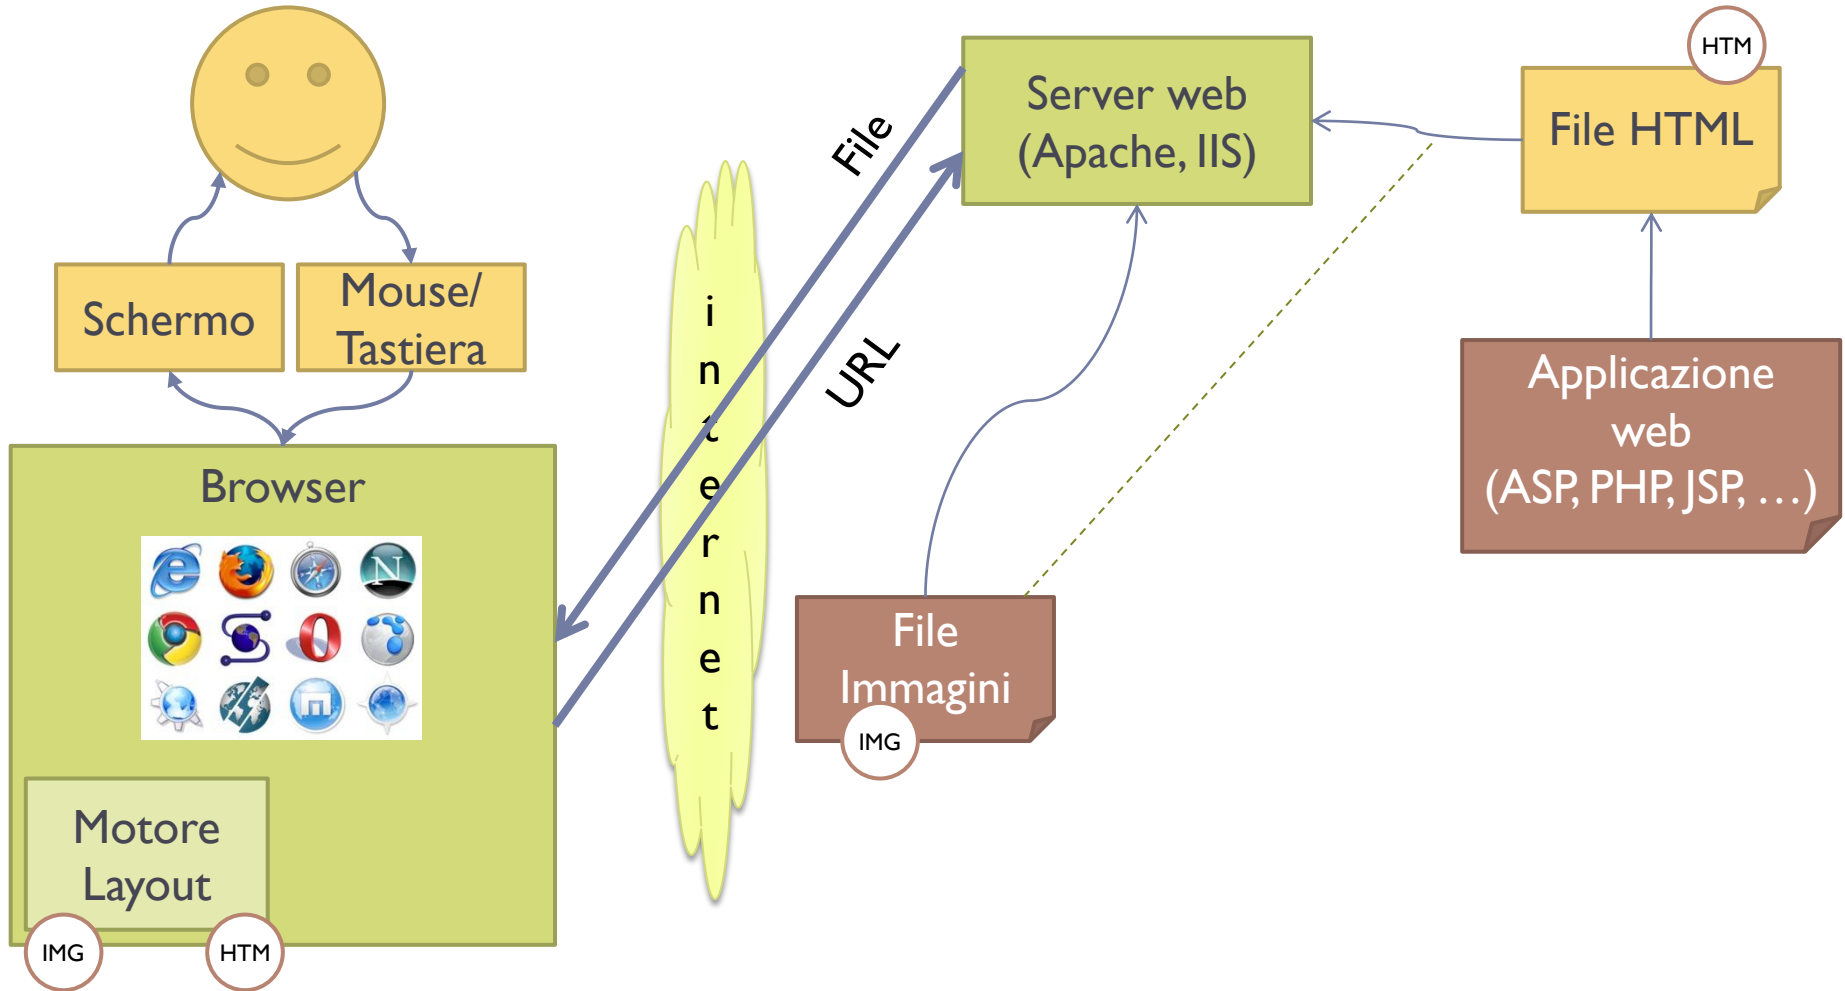 HTM
Server web
(Apache, IIS)
File HTML
File
URL
Schermo
Mouse/
Tastiera
i
n
t
e
r
n
e
t
Browser
N
Applicazione
web
(ASP, PHP, JSP, ...)
File
Immagini
IMG
Motore
Layout
IMG
HTM